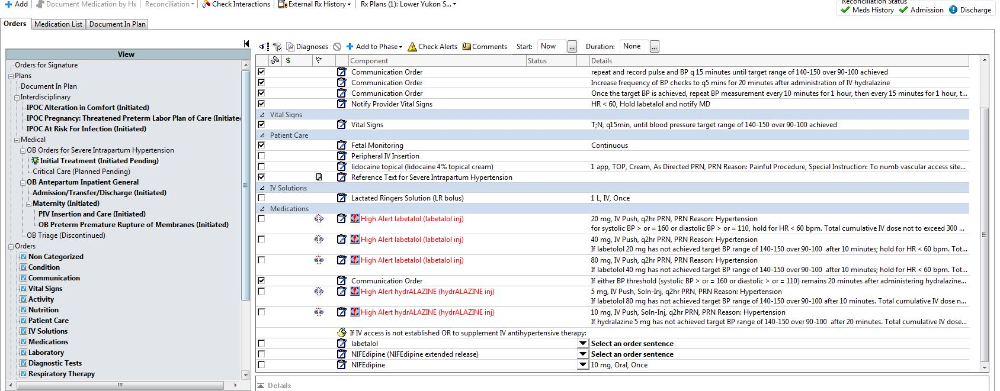 Add
Document Medication by Hx
Reconciliation
Check Interactions
External Rx History
Rx Plans (1): Lower Yukon S...
Reconciliation Status
Meds History
Admission
Discharge
Orders
Medication List
Document In Plan
View
Orders for Signature
Plans
Document In Plan
Interdisciplinary
IPOC Alteration in Comfort (Initiated)
IPOC Pregnancy: Threatened Preterm Labor Plan of Care (Initiate
IPOC At Risk For Infection (Initiated)
Medical
OB Orders for Severe Intrapartum Hypertension
Initial Treatment (Initiated Pending)
Critical Care (Planned Pending)
OB Antepartum Inpatient General
Admission/Transfer/Discharge (Initiated)
Maternity (Initiated)
PIV Insertion and Care (Initiated)
OB Preterm Premature Rupture of Membranes (Initiated)
OB Triage (Discontinued)
Orders
Non Categorized
Condition
Communication
Vital Signs
Activity
Nutrition
Patient Care
IV Solutions
Medications
Laboratory
Diagnostic Tests
Respiratory Therapy
Diagnoses
Add to Phase
Check Alerts
Comments
Start: Now ...
Duration: None ...
$ Component Status Details
Communication Order repeat and record pulse and BP q 15 minutes until target range of 140-150 over 90-100 achieved
Communication Order Increase frequency of BP checks to q5 mins for 20 minutes after administration of IV hydralazine
Communication Order Once the target BP is achieved, repeat BP measurement every 10 minutes for 1 hour, then every 15 minutes for 1 hour, t...
Notify Provider Vital Signs HR < 60, Hold labetalol and notify MD
Vital Signs
Vital Signs T;N, q15min, until blood pressure target range of 140-150 over 90-100 achieved
Patient Care
Fetal Monitoring Continuous
Peripheral IV Insertion
lidocaine topical (lidocaine 4% topical cream) 1 app, TOP, Cream, As Directed PRN, PRN Reason: Painful Procedure, Special Instruction: To numb vascular access site...
Reference Text for Severe Intrapartum Hypertension
IV Solutions
Lactated Ringers Solution (LR bolus) 1 L, IV, Once
Medications
High Alert labetalol (labetalol inj) 20 mg, IV Push, q2hr PRN, PRN Reason: Hypertension
for systolic BP > or = 160 or diastolic BP > or = 110, hold for HR < 60 bpm. Total cumulative IV dose not to exceed 300 ...
High Alert labetalol (labetalol inj) 40 mg, IV Push, q2hr PRN, PRN Reason: Hypertension
If labetolol 20 mg has not achieved target BP range of 140-150 over 90-100 after 10 minutes; hold for HR < 60 bpm. Tot...
High Alert labetalol (labetalol inj) 80 mg, IV Push, q2hr PRN, PRN Reason: Hypertension
If labetolol 40 mg has not achieved target BP range of 140-150 over 90-100 after 10 minutes; hold for HR < 60 bpm. Tot...
Communication Order If either BP threshold (systolic BP > or = 160 or diastolic > or = 110) remains 20 minutes after administering hydralazine...
High Alert hydrALAZINE (hydrALAZINE inj) 5 mg, IV Push, Soln-Inj, q2hr PRN, PRN Reason: Hypertension
If labetolol 80 mg has not achieved target BP range of 140-150 over 90-100 after 10 minutes. Total cumulative IV dose n...
High Alert hydrALAZINE (hydrALAZINE inj) 10 mg, IV Push, Soln-Inj, q2hr PRN, PRN Reason: Hypertension
If hydralazine 5 mg has not achieved target BP range of 140-150 over 90-100 after 20 minutes. Total cumulative IV dose...
If IV access is not established OR to supplement IV antihypertensive therapy:
labetalol Select an order sentence
NIFEdipine (NIFEdipine extended release) Select an order sentence
NIFEdipine 10 mg, Oral, Once
Details